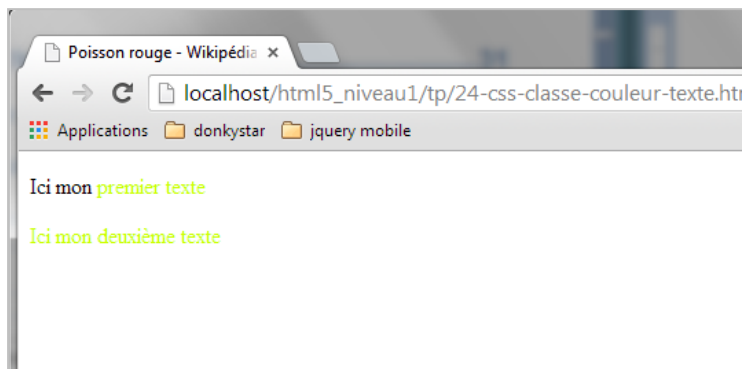 Poisson rouge - Wikipédia
localhost/html5_niveau1/tp/24-css-classe-couleur-texte.htm
Applications donkystar jquery mobile
Ici mon premier texte
Ici mon deuxième texte